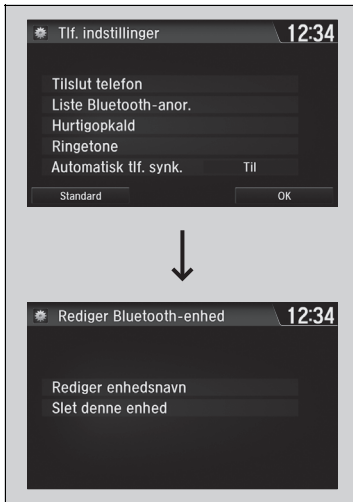 Tlf. indstillinger 12:34
Tilslut telefon
Liste Bluetooth-anor.
Hurtigopkald
Ringetone
Automatisk tlf. synk. Til
Standard OK
Rediger Bluetooth-enhed 12:34
Rediger enhedsnavn
Slet denne enhed